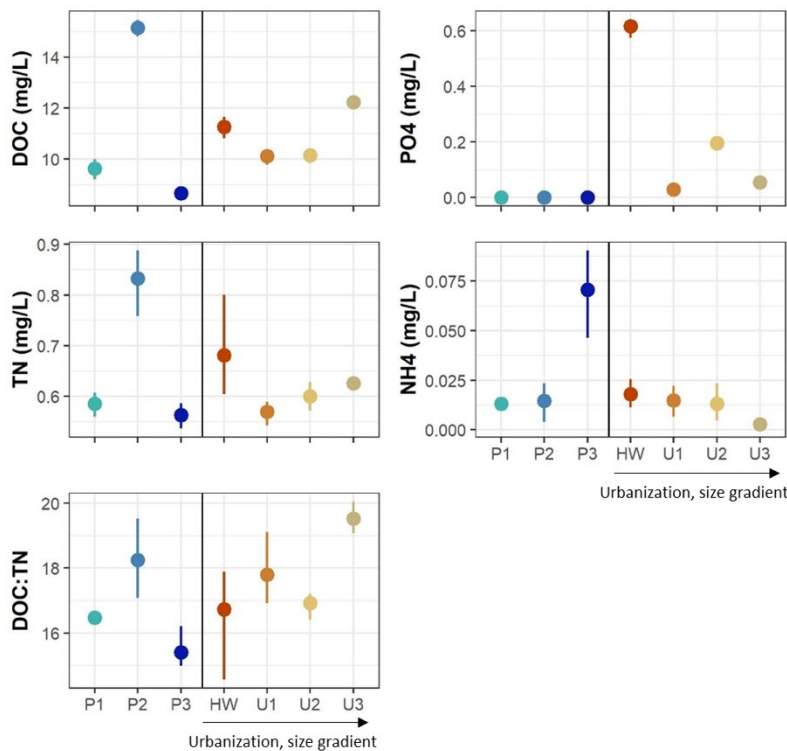 DOC (mg/L)
14
12
10
PO4 (mg/L)
0.6
0.4
0.2
0.0
TN (mg/L)
0.9
0.8
0.7
0.6
NH4 (mg/L)
0.075
0.050
0.025
0.000
P1 P2 P3 HW U1 U2 U3
Urbanization, size gradient
DOC:TN
20
18
16
P1 P2 P3 HW U1 U2 U3
Urbanization, size gradient